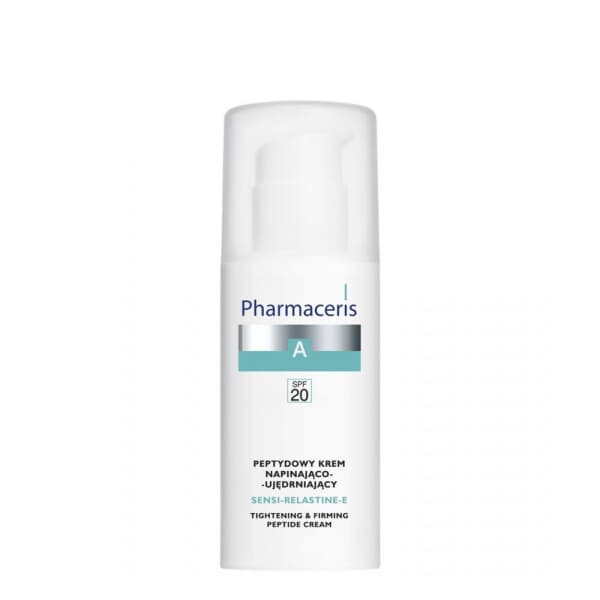 Pharmaceris
A
SPF
20
PEPTYDOWY KREM
NAPINAJĄCO-
-UJĘDRNIAJĄCY
SENSI-RELASTINE-E
TIGHTENING & FIRMING
PEPTIDE CREAM